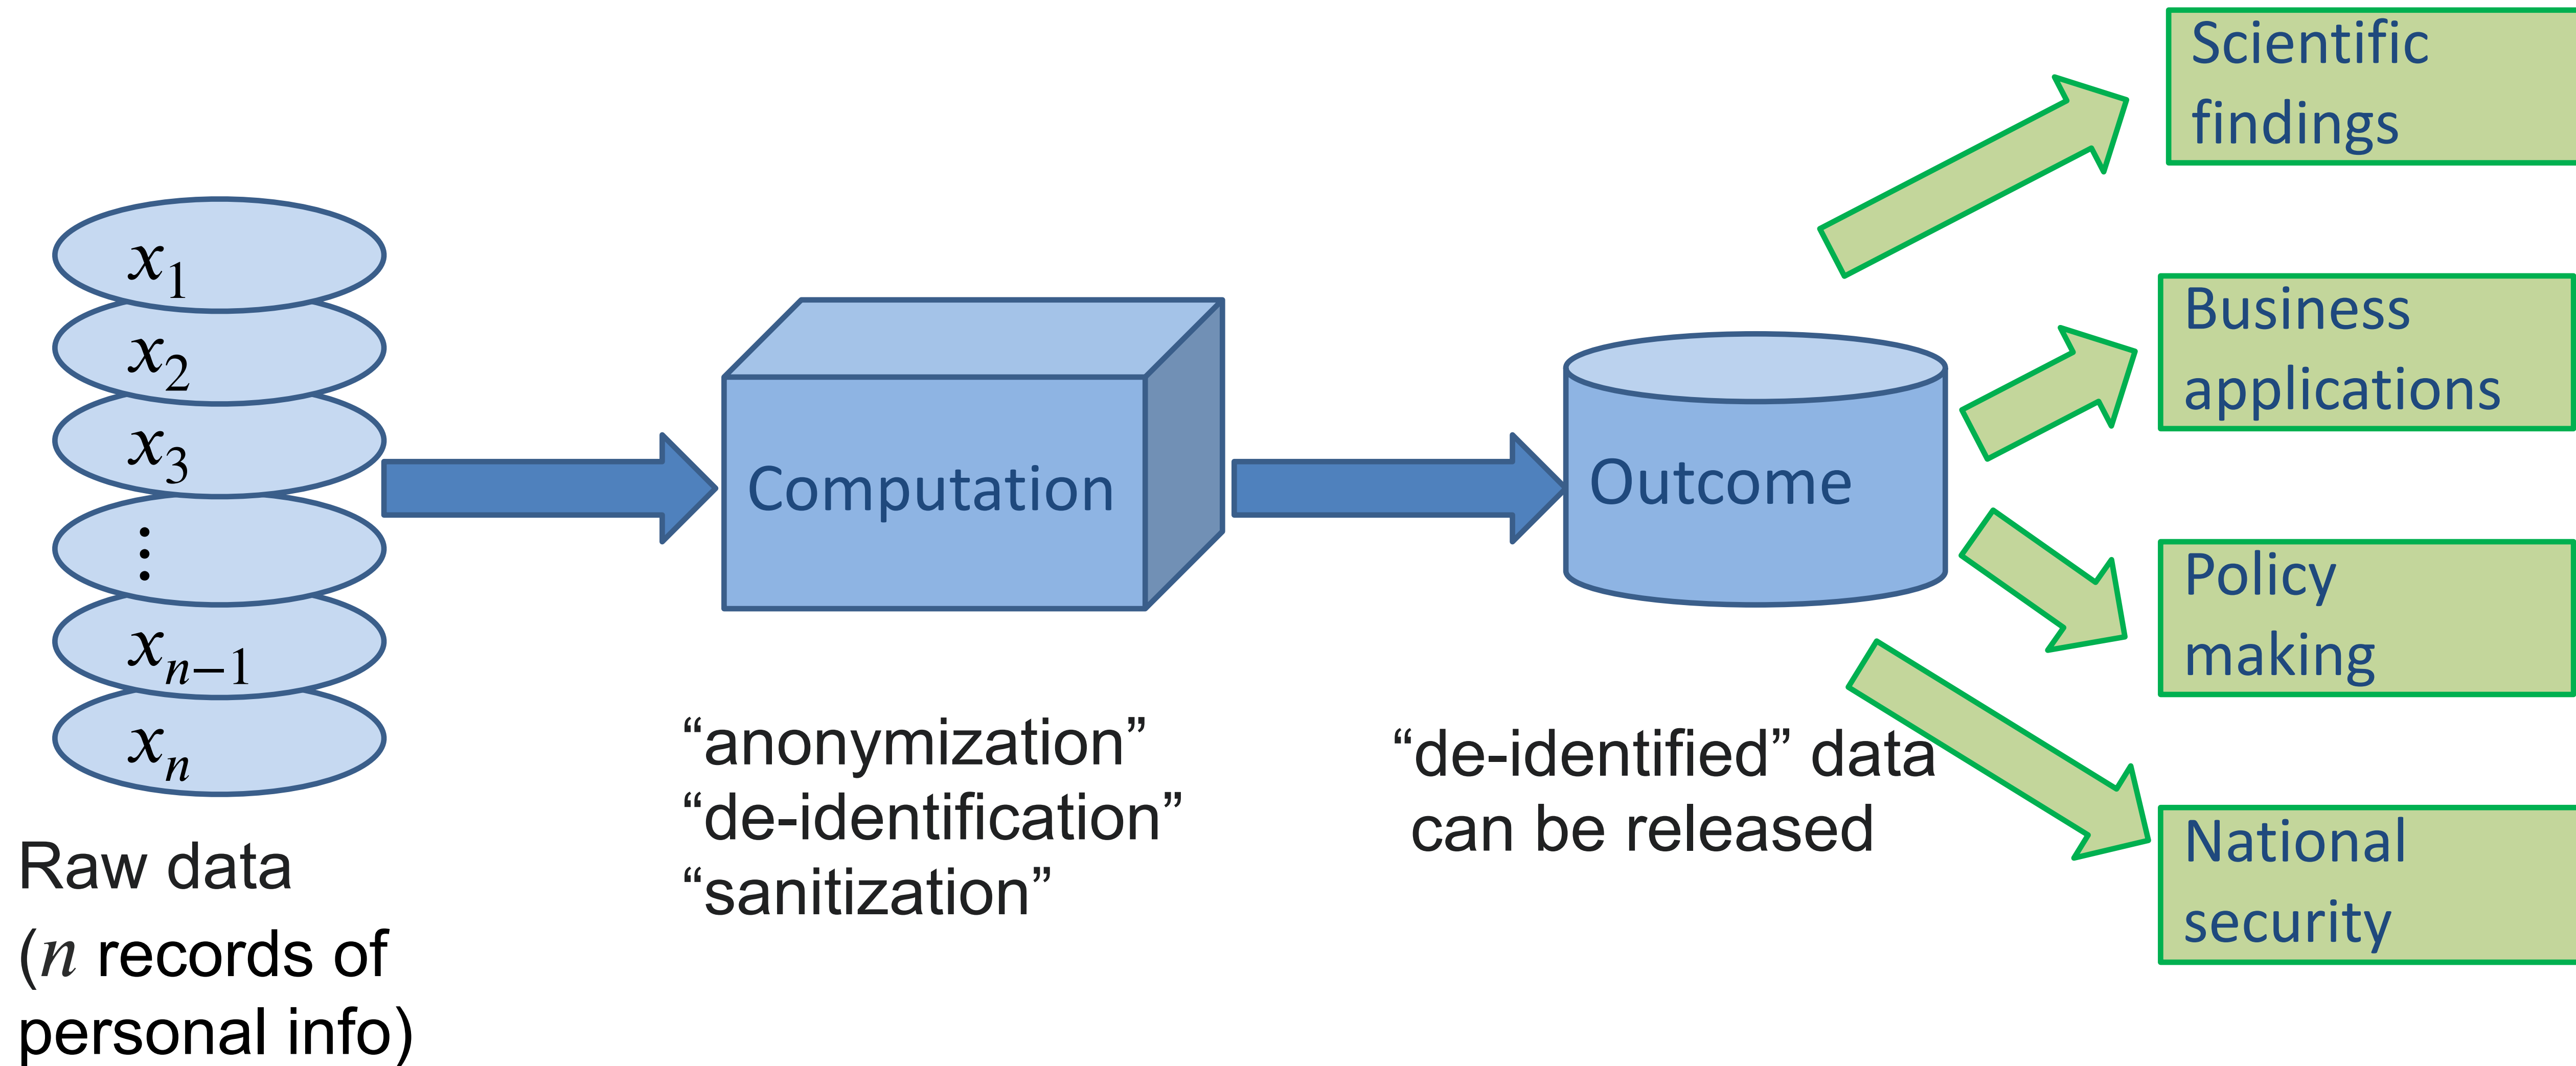 x₁
x₂
x₃
⋮
xₙ₋₁
xₙ
Raw data
(n records of
personal info)
Computation
“anonymization”
“de-identification”
“sanitization”
Outcome
“de-identified” data
can be released
Scientific
findings
Business
applications
Policy
making
National
security